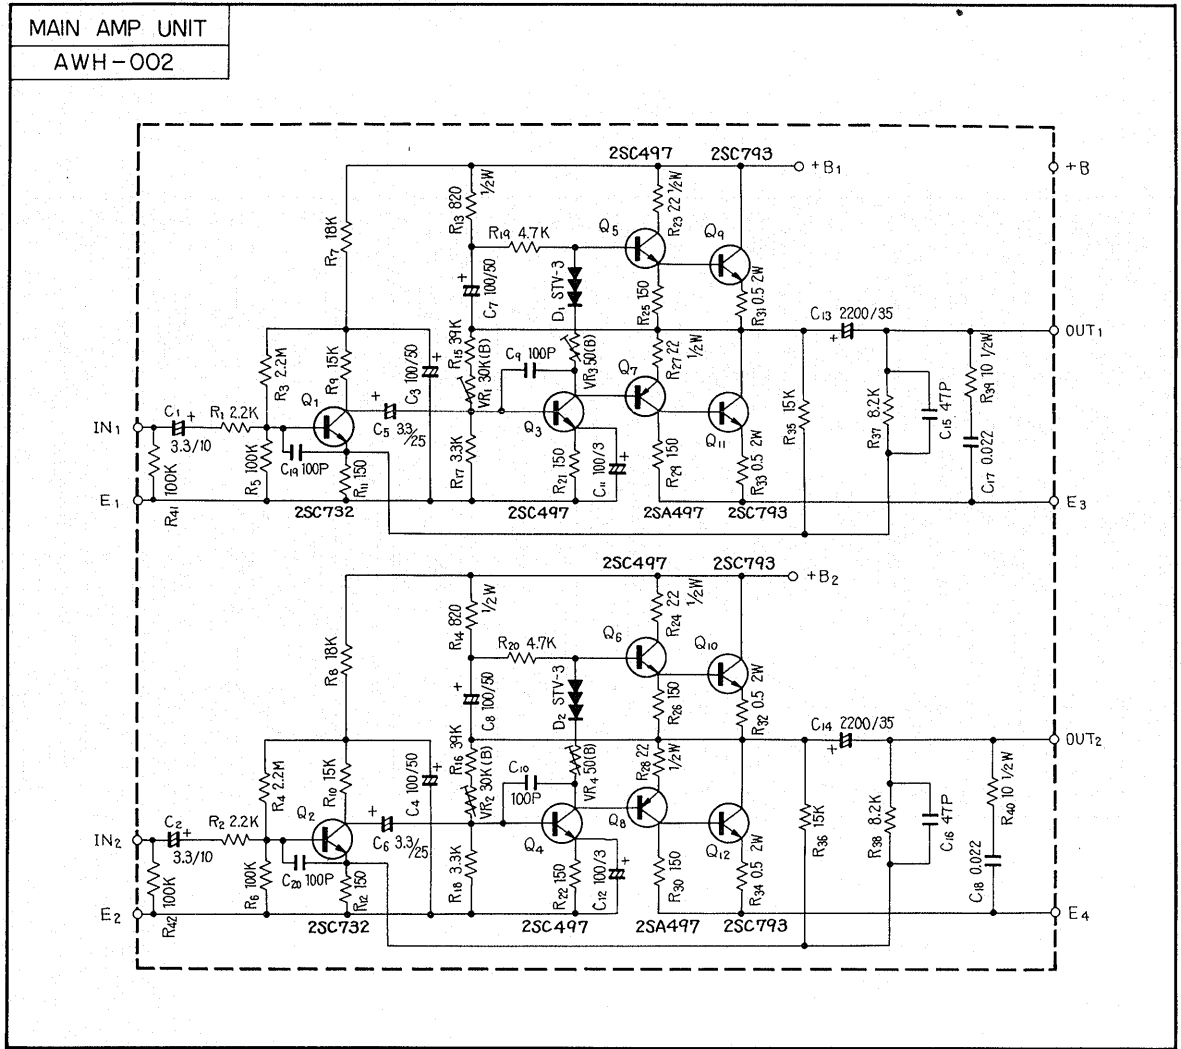 MAIN AMP UNIT
AWH-002
2SC497
2SC793
+B₁
+B
R₁₃ 820
½W
R₂₃ 22 ½W
Q₅
Q₉
R₇ 18K
R₁₉ 4.7K
C₇ 100/50
+
D₁ STV-3
R₂₅ 150
R₃₁ 0.5 2W
C₁₃ 2200/35
+
OUT₁
R₃ 2.2M
R₉ 15K
C₃ 100/50
+
R₁₅ 39K
VR₁ 30K(B)
C₉ 100P
VR₃ 50(B)
Q₇
R₂₇ 22
½W
R₃₉ 10 ½W
IN₁
C₁
+
3.3/10
R₁ 2.2K
Q₁
+
C₅ 3.3
/25
Q₃
Q₁₁
R₃₅ 15K
R₃₇ 8.2K
C₁₅ 47P
R₄₁ 100K
R₅ 100K
C₁₉ 100P
R₁₁ 150
R₁₇ 3.3K
R₂₁ 150
C₁₁ 100/3
+
R₂₉ 150
R₃₃ 0.5 2W
C₁₇ 0.022
E₁
E₃
2SC732
2SC497
2SA497
2SC793
2SC497
2SC793
+B₂
R₁₄ 820
½W
R₂₄ 22
½W
Q₆
Q₁₀
R₈ 18K
R₂₀ 4.7K
C₈ 100/50
+
D₂ STV-3
R₂₆ 150
R₃₂ 0.5 2W
C₁₄ 2200/35
+
OUT₂
R₄ 2.2M
R₁₀ 15K
C₄ 100/50
+
R₁₆ 39K
VR₂ 30K(B)
C₁₀
100P
VR₄ 50(B)
R₂₈ 22
½W
Q₈
R₄₀ 10 ½W
IN₂
C₂
+
3.3/10
R₂ 2.2K
Q₂
+
C₆ 3.3
/25
Q₄
Q₁₂
R₃₆ 15K
R₃₈ 8.2K
C₁₆ 47P
R₄₂ 100K
R₆ 100K
C₂₀ 100P
R₁₂ 150
R₁₈ 3.3K
R₂₂ 150
C₁₂ 100/3
+
R₃₀ 150
R₃₄ 0.5 2W
C₁₈ 0.022
E₂
E₄
2SC732
2SC497
2SA497
2SC793